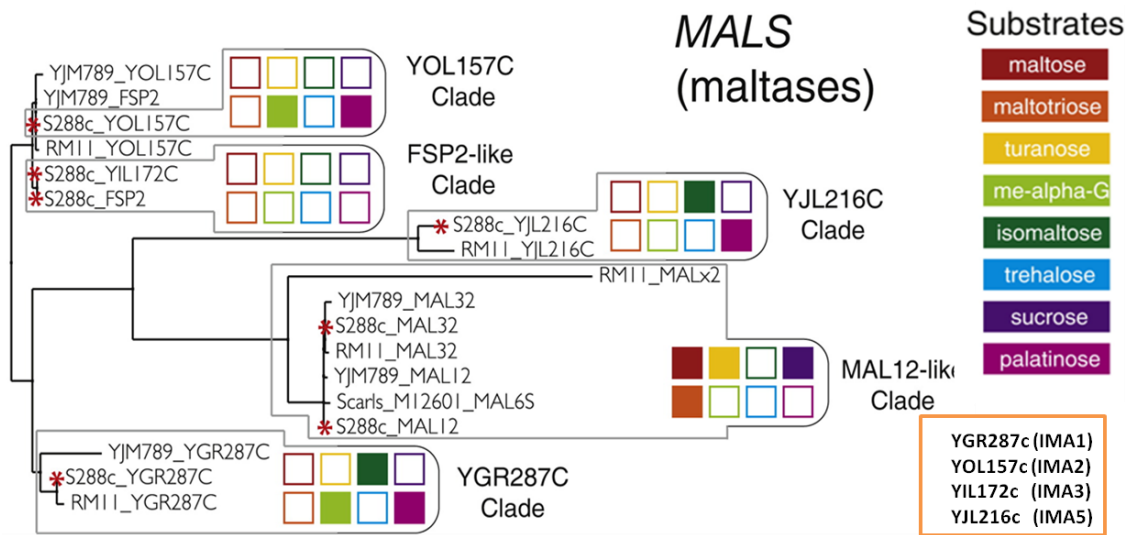 MALS
(maltases)
Substrates
maltose
maltotriose
turanose
me-alpha-G
isomaltose
trehalose
sucrose
palatinose
YJM789_YOL157C
YJM789_FSP2
S288c_YOL157C
RM11_YOL157C
S288c_YIL172C
S288c_FSP2
YOL157C
Clade
FSP2-like
Clade
S288c_YJL216C
RM11_YJL216C
YJL216C
Clade
RM11_MALx2
YJM789_MAL32
S288c_MAL32
RM11_MAL32
YJM789_MAL12
Scarls_M12601_MAL6S
S288c_MAL12
MAL12-like
Clade
YJM789_YGR287C
S288c_YGR287C
RM11_YGR287C
YGR287C
Clade
YGR287c (IMA1)
YOL157c (IMA2)
YIL172c (IMA3)
YJL216c (IMA5)